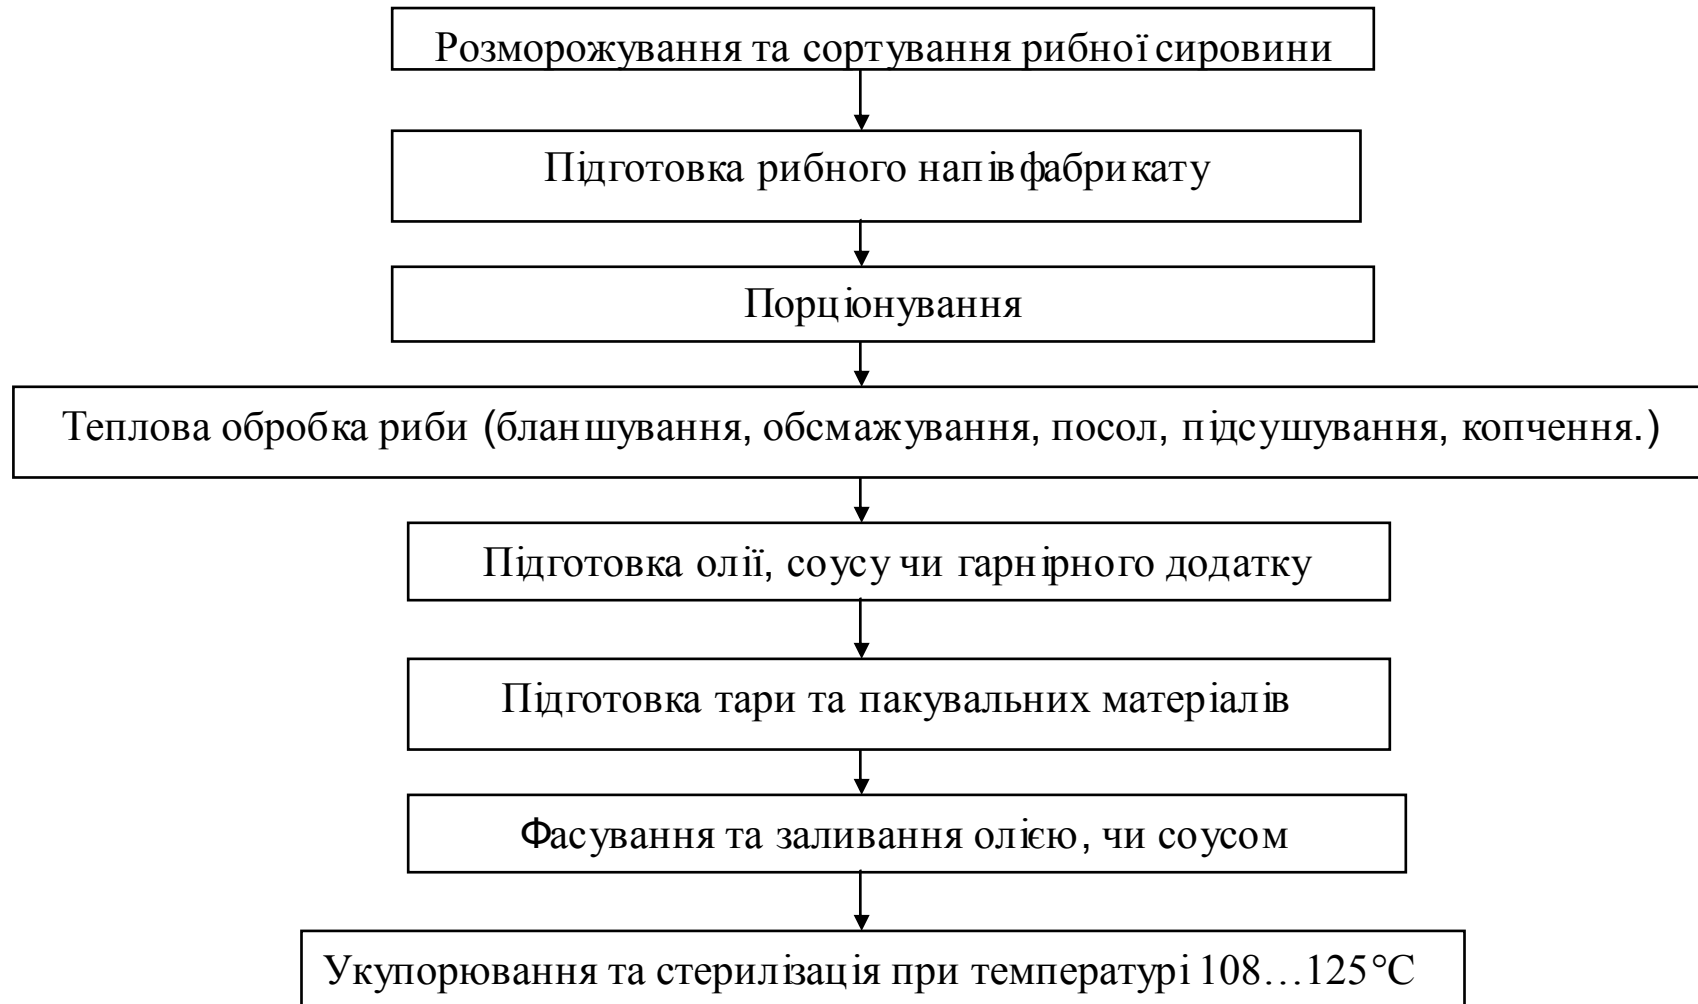 Розморожування та сортування рибної сировини
Підготовка рибного напівфабрикату
Порціонування
Теплова обробка риби (бланшування, обсмажування, посол, підсушування, копчення.)
Підготовка олії, соусу чи гарнірного додатку
Підготовка тари та пакувальних матеріалів
Фасування та заливання олією, чи соусом
Укупорювання та стерилізація при температурі 108…125°С